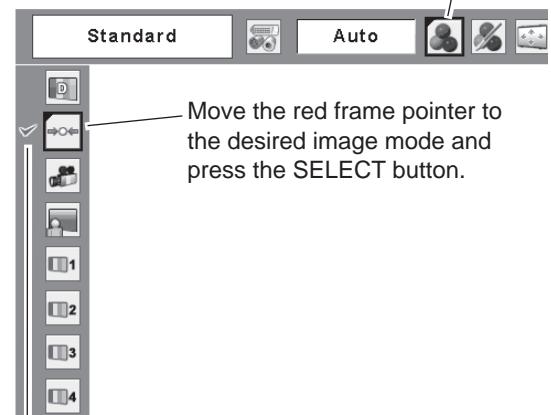 Standard
Auto
D
Move the red frame pointer to
the desired image mode and
press the SELECT button.
1
2
3
4